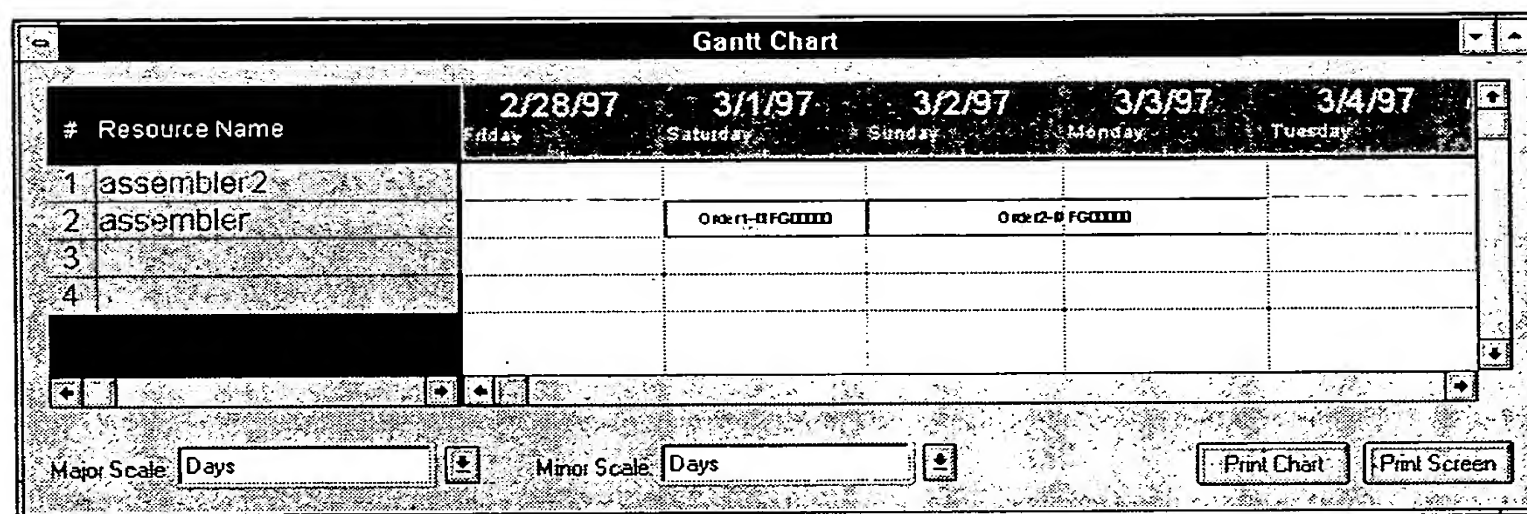 Gantt Chart
# Resource Name
2/28/97 3/1/97 3/2/97 3/3/97 3/4/97
Friday Saturday Sunday Monday Tuesday
1 assembler2
2 assembler
3
4
Major Scale: Days Minor Scale: Days Print Chart Print Screen